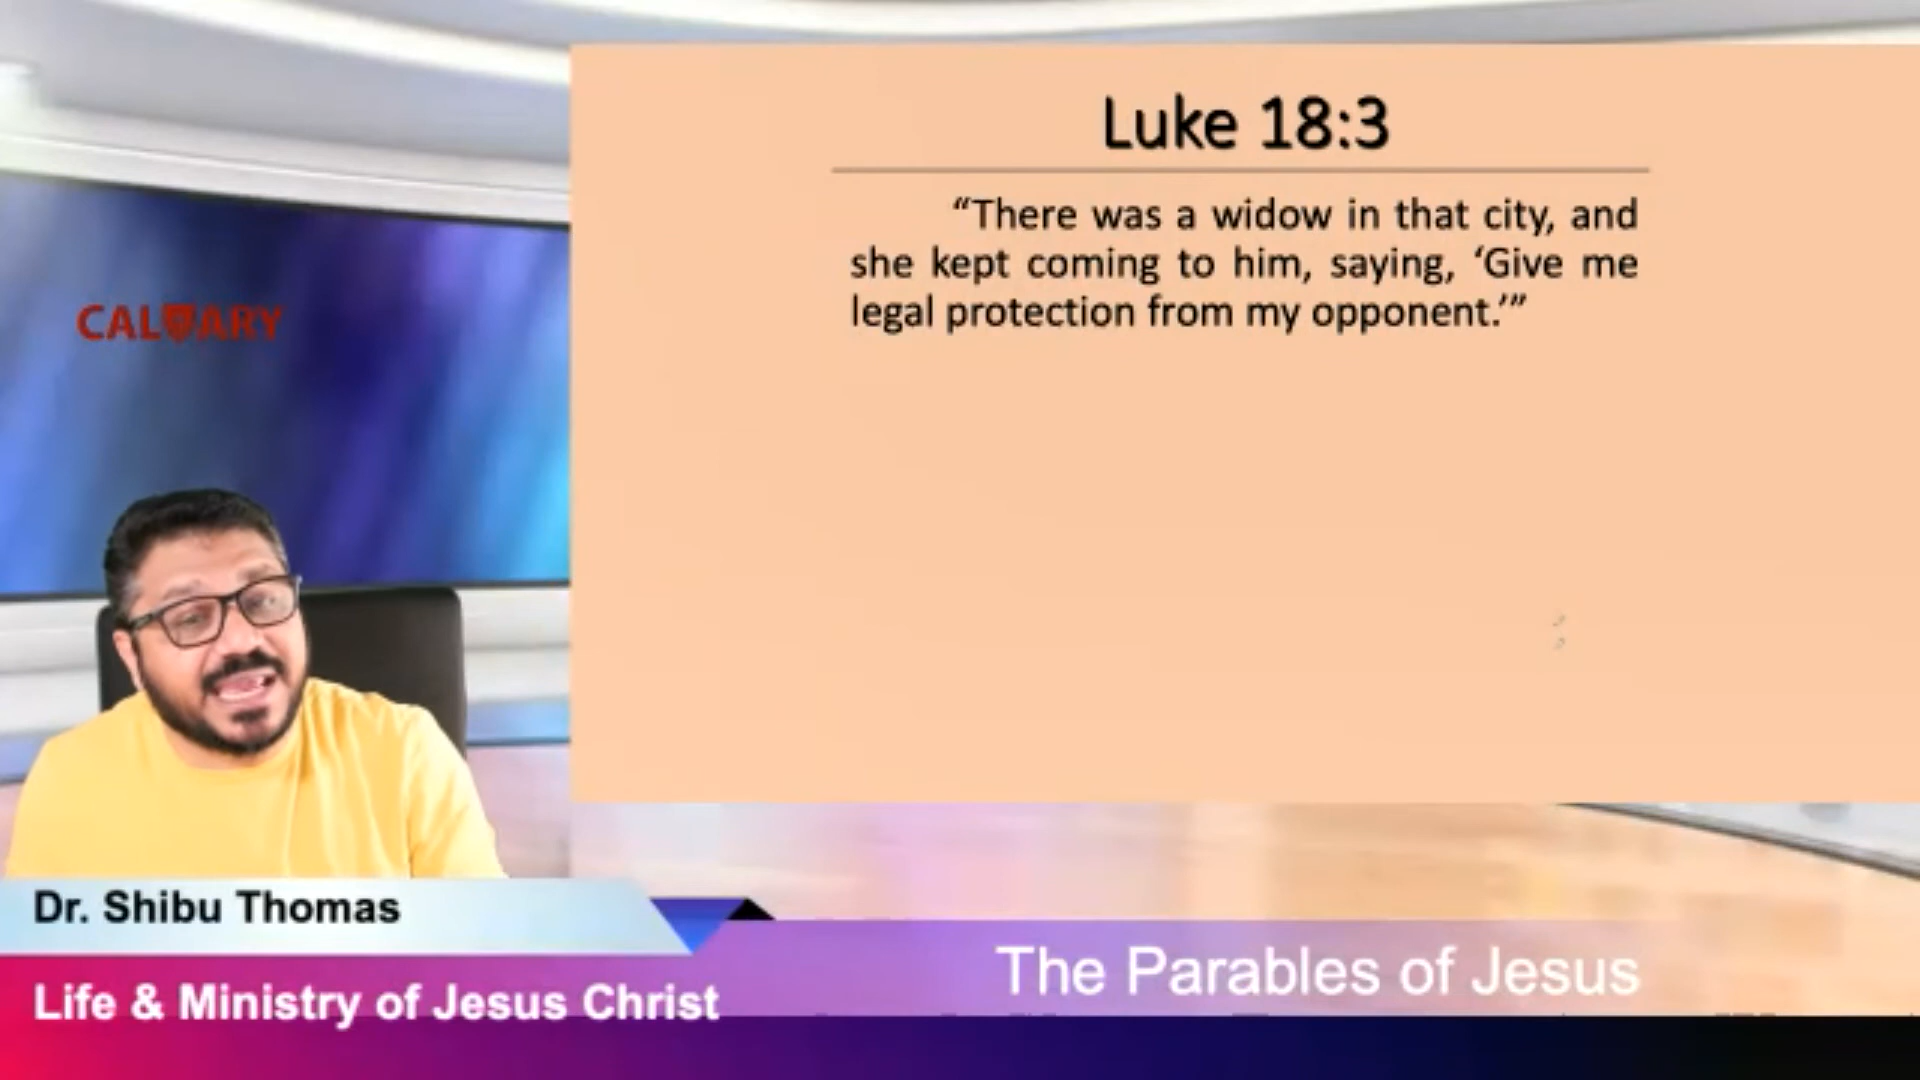 Luke 18:3
“There was a widow in that city, and
she kept coming to him, saying, ‘Give me
legal protection from my opponent.’”
CALVARY
Dr. Shibu Thomas
Life & Ministry of Jesus Christ
The Parables of Jesus